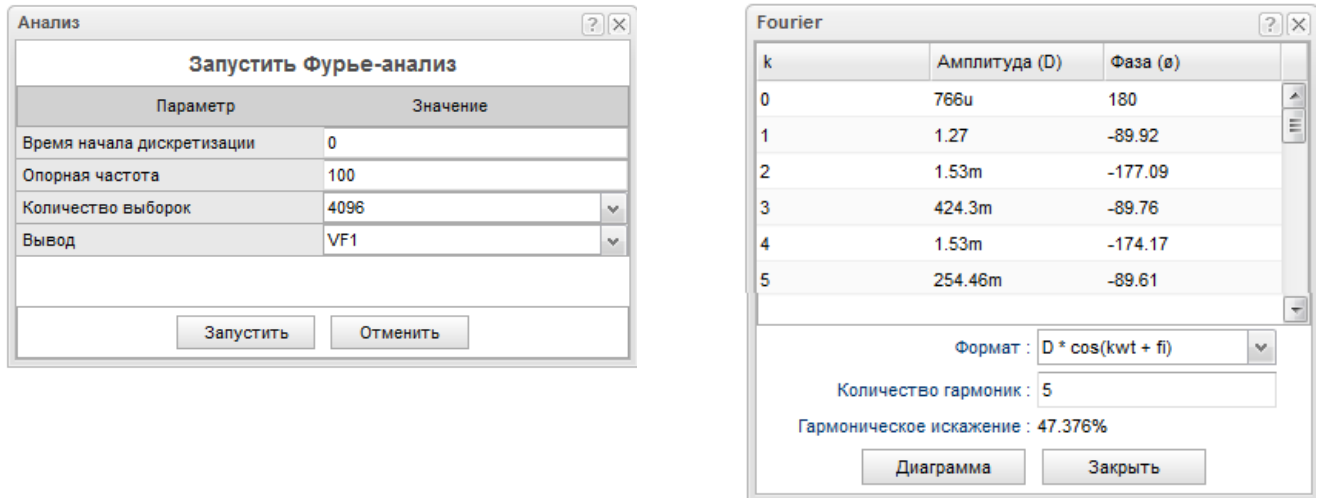 Анализ
Запустить Фурье-анализ
Параметр Значение
Время начала дискретизации 0
Опорная частота 100
Количество выборок 4096
Вывод VF1
Запустить Отменить
Fourier
k Амплитуда (D) Фаза (ø)
0 766u 180
1 1.27 -89.92
2 1.53m -177.09
3 424.3m -89.76
4 1.53m -174.17
5 254.46m -89.61
Формат : D * cos(kwt + fi)
Количество гармоник : 5
Гармоническое искажение : 47.376%
Диаграмма Закрыть